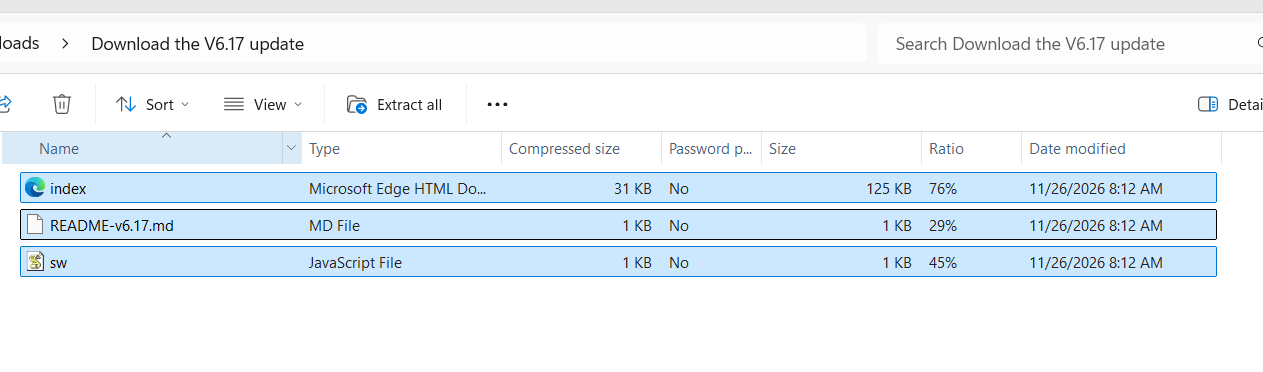 loads > Download the V6.17 update Search Download the V6.17 update
Sort View Extract all ••• Detai
Name Type Compressed size Password p... Size Ratio Date modified
index Microsoft Edge HTML Do... 31 KB No 125 KB 76% 11/26/2026 8:12 AM
README-v6.17.md MD File 1 KB No 1 KB 29% 11/26/2026 8:12 AM
sw JavaScript File 1 KB No 1 KB 45% 11/26/2026 8:12 AM